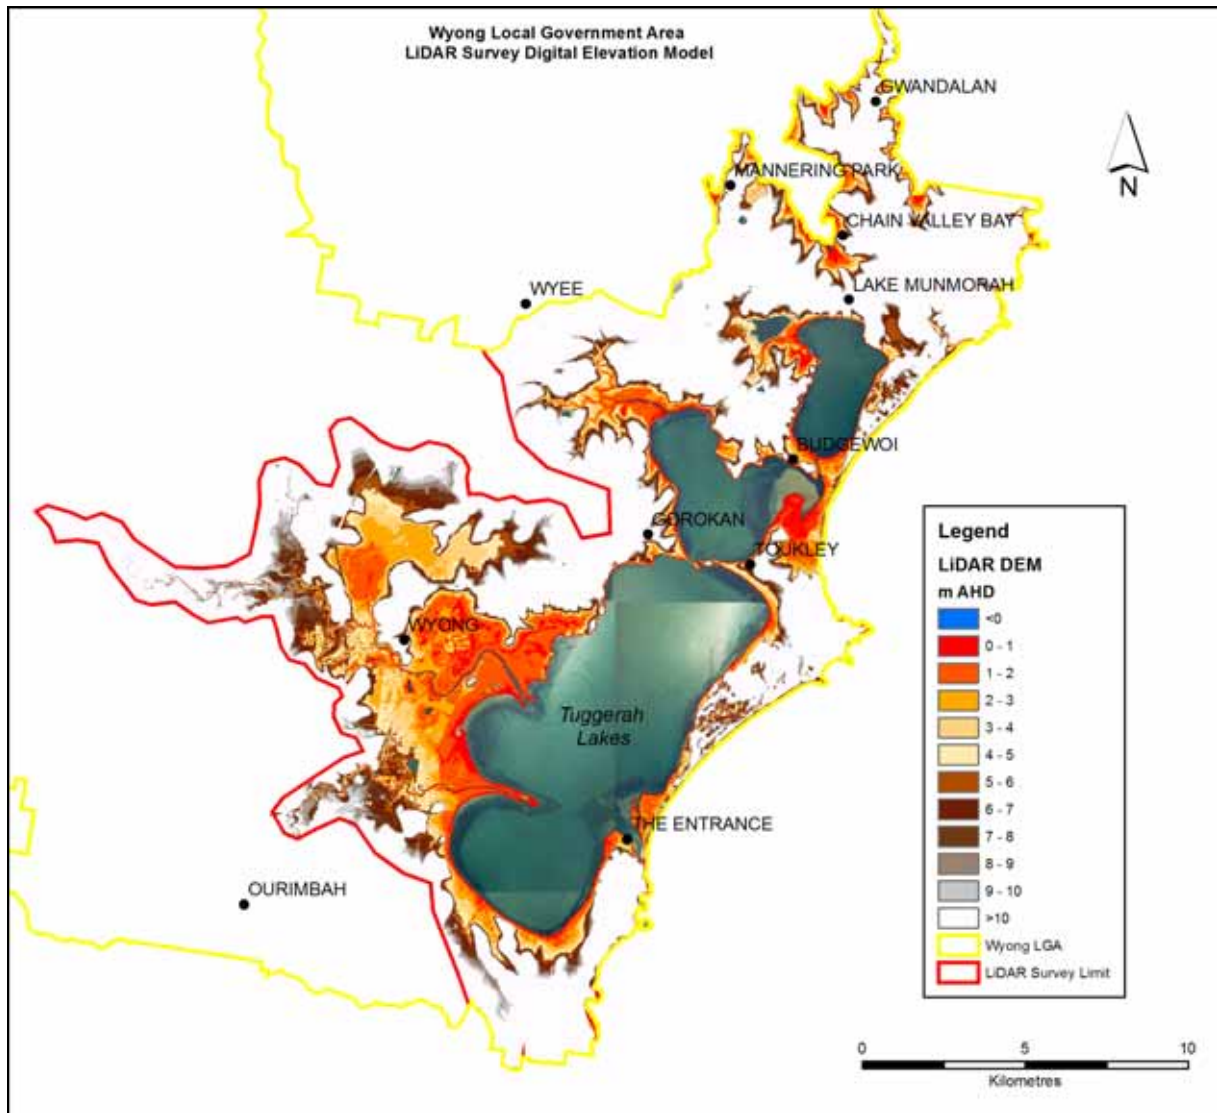 Wyong Local Government Area
LiDAR Survey Digital Elevation Model
GWANDALAN
MANNERING PARK
N
CHAIN VALLEY BAY
LAKE MUNMORAH
WYEE
BUDGEWOI
GOROKAN
TOUKLEY
WYONG
Tuggerah
Lakes
THE ENTRANCE
OURIMBAH
Legend
LiDAR DEM
m AHD
<0
0 - 1
1 - 2
2 - 3
3 - 4
4 - 5
5 - 6
6 - 7
7 - 8
8 - 9
9 - 10
>10
Wyong LGA
LiDAR Survey Limit
0 5 10
Kilometres